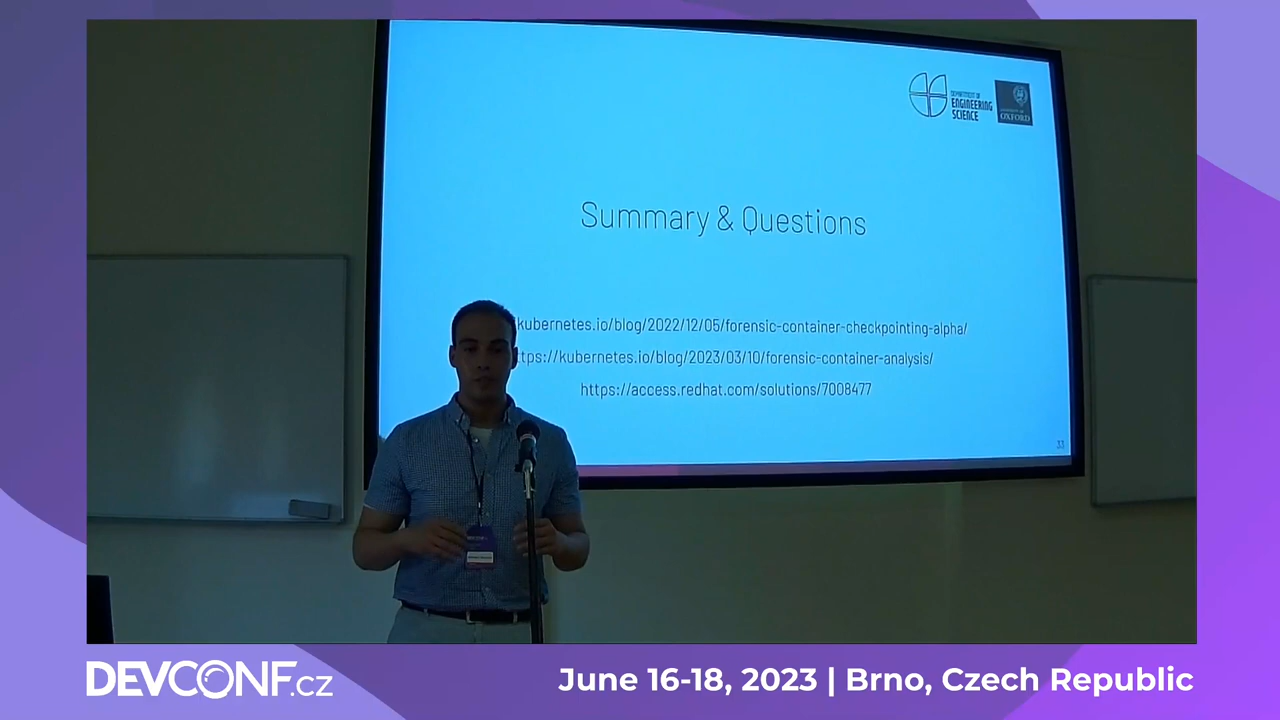 DEPARTMENT OF
ENGINEERING
SCIENCE
UNIVERSITY OF
OXFORD
Summary & Questions
kubernetes.io/blog/2022/12/05/forensic-container-checkpointing-alpha/
ttps://kubernetes.io/blog/2023/03/10/forensic-container-analysis/
https://access.redhat.com/solutions/7008477
33
DEVCONF.cz
June 16-18, 2023 | Brno, Czech Republic